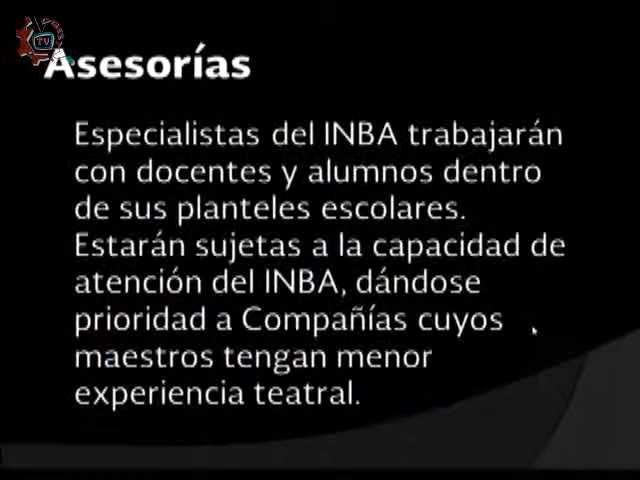 TV
Asesorías
Especialistas del INBA trabajarán
con docentes y alumnos dentro
de sus planteles escolares.
Estarán sujetas a la capacidad de
atención del INBA, dándose
prioridad a Compañías cuyos
maestros tengan menor
experiencia teatral.